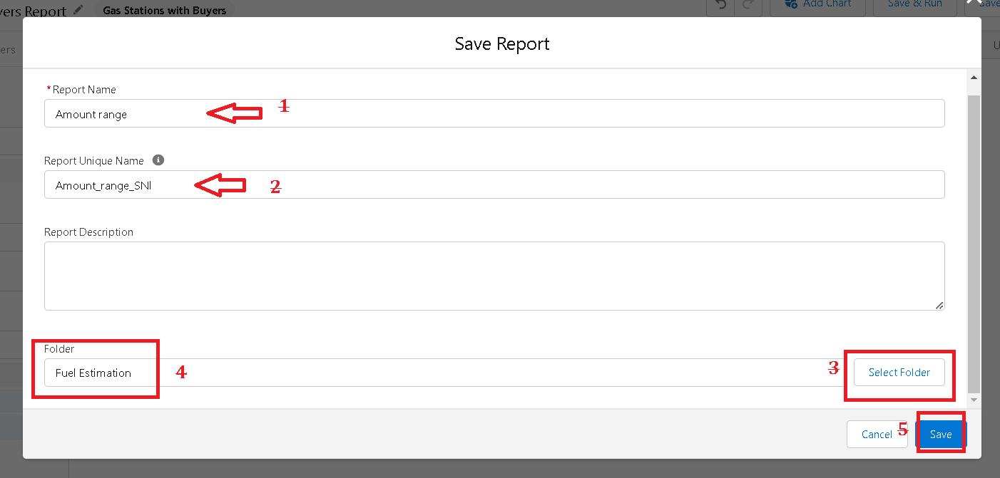 yers Report Gas Stations with Buyers Add Chart Save & Run Save
ers U
Save Report
*Report Name
Amount range 1
Report Unique Name
Amount_range_SNl 2
Report Description
Folder
Fuel Estimation 4 3 Select Folder
Cancel 5 Save